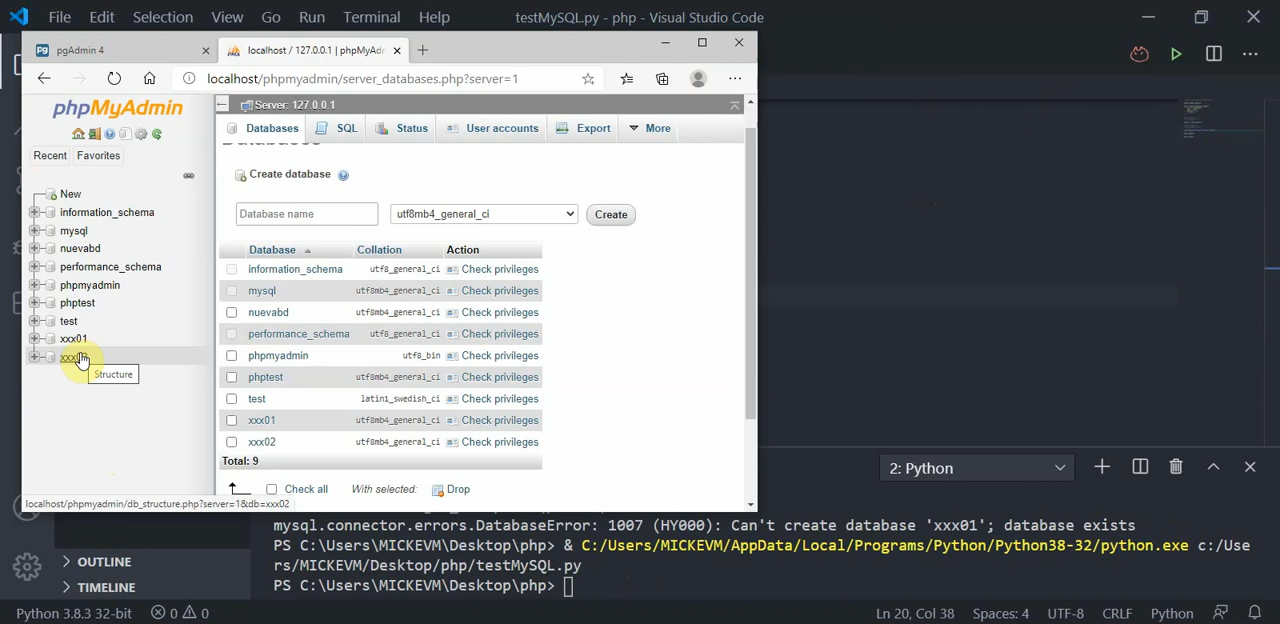 File Edit Selection View Go Run Terminal Help testMySQL.py - php - Visual Studio Code
Pg pgAdmin 4
localhost / 127.0.0.1 | phpMyAdm
localhost/phpmyadmin/server_databases.php?server=1
phpMyAdmin
Recent Favorites
New
information_schema
mysql
nuevabd
performance_schema
phpmyadmin
phptest
test
xxx01
Structure
Server: 127.0.0.1
Databases SQL Status User accounts Export More
Databases
Create database
Database name utf8mb4_general_ci Create
Database Collation Action
information_schema utf8_general_ci Check privileges
mysql utf8mb4_general_ci Check privileges
nuevabd utf8mb4_general_ci Check privileges
performance_schema utf8_general_ci Check privileges
phpmyadmin utf8_bin Check privileges
phptest utf8mb4_general_ci Check privileges
test latin1_swedish_ci Check privileges
xxx01 utf8mb4_general_ci Check privileges
xxx02 utf8mb4_general_ci Check privileges
Total: 9
Check all With selected: Drop
localhost/phpmyadmin/db_structure.php?server=1&db=xxx02
2: Python
mysql.connector.errors.DatabaseError: 1007 (HY000): Can't create database 'xxx01'; database exists
PS C:\Users\MICKEVM\Desktop\php> & C:/Users/MICKEVM/AppData/Local/Programs/Python/Python38-32/python.exe c:/Use
rs/MICKEVM/Desktop/php/testMySQL.py
PS C:\Users\MICKEVM\Desktop\php>
OUTLINE
TIMELINE
Python 3.8.3 32-bit 0 0 Ln 20, Col 38 Spaces: 4 UTF-8 CRLF Python